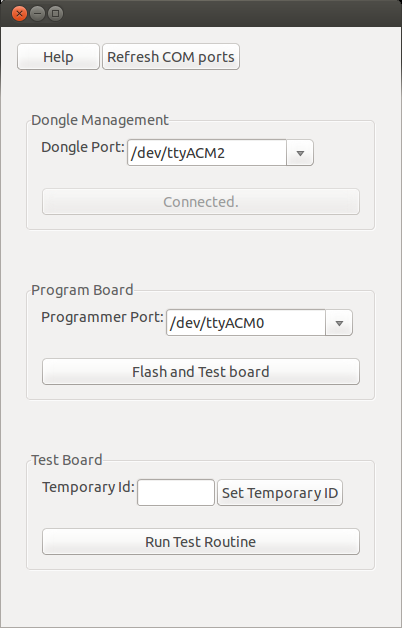 Help
Refresh COM ports
Dongle Management
Dongle Port:
/dev/ttyACM2
Connected.
Program Board
Programmer Port:
/dev/ttyACM0
Flash and Test board
Test Board
Temporary Id:
Set Temporary ID
Run Test Routine